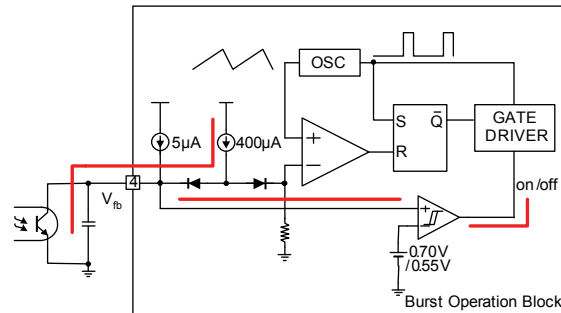 4
OSC
5µA
400µA
+
−
S
Q̄
R
GATE
DRIVER
Vfb
on/off
+
−
0.70V
/0.55V
Burst Operation Block